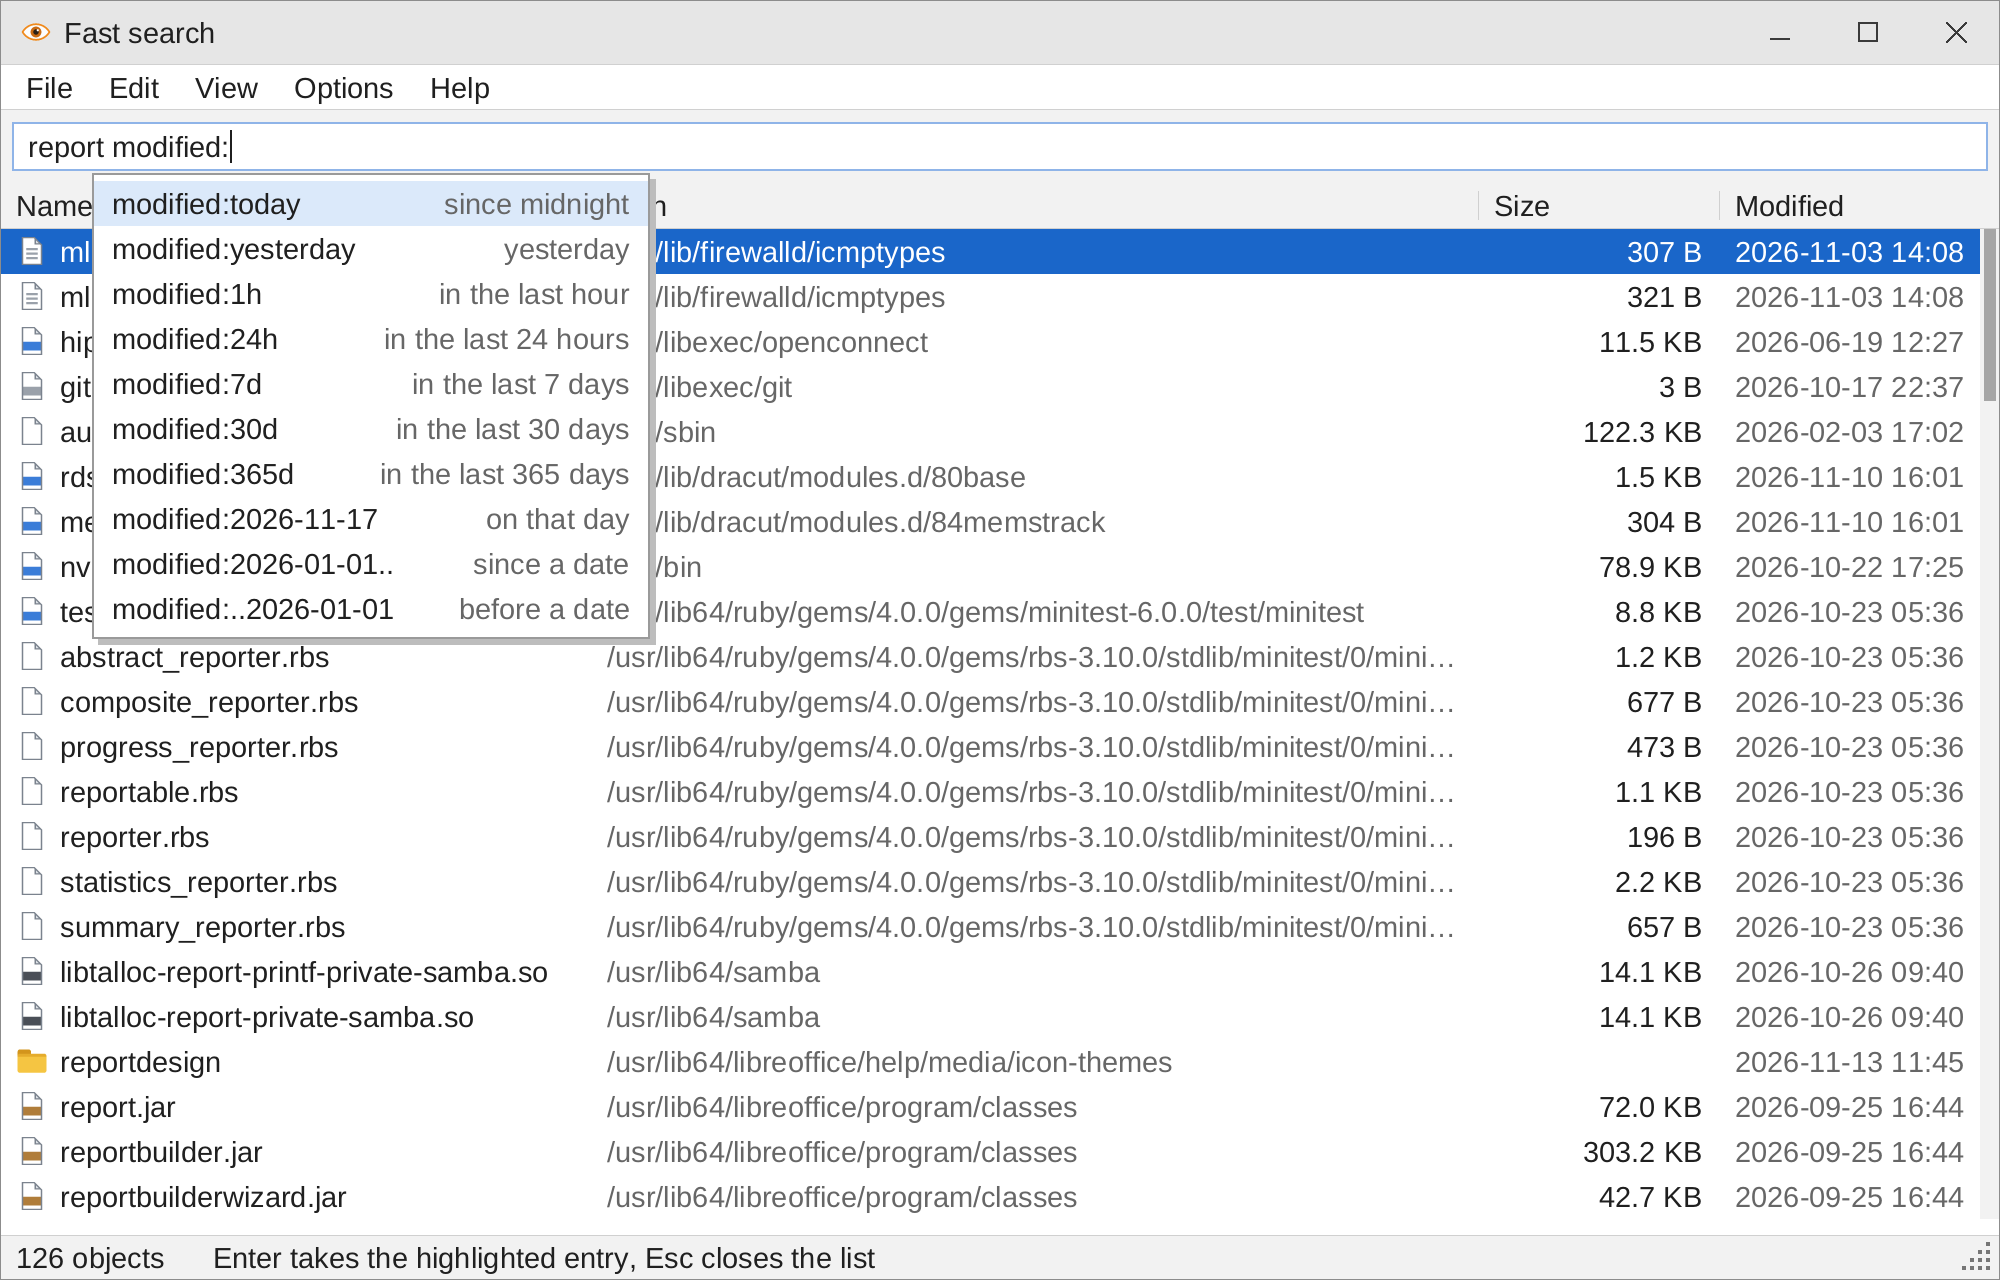 Fast search
File Edit View Options Help
report modified:
Name Size Modified
modified:today since midnight
modified:yesterday yesterday
modified:1h in the last hour
modified:24h in the last 24 hours
modified:7d in the last 7 days
modified:30d in the last 30 days
modified:365d in the last 365 days
modified:2026-11-17 on that day
modified:2026-01-01.. since a date
modified:..2026-01-01 before a date
ml /lib/firewalld/icmptypes 307 B 2026-11-03 14:08
ml /lib/firewalld/icmptypes 321 B 2026-11-03 14:08
hip /libexec/openconnect 11.5 KB 2026-06-19 12:27
git /libexec/git 3 B 2026-10-17 22:37
au /sbin 122.3 KB 2026-02-03 17:02
rds /lib/dracut/modules.d/80base 1.5 KB 2026-11-10 16:01
me /lib/dracut/modules.d/84memstrack 304 B 2026-11-10 16:01
nv /bin 78.9 KB 2026-10-22 17:25
tes /lib64/ruby/gems/4.0.0/gems/minitest-6.0.0/test/minitest 8.8 KB 2026-10-23 05:36
abstract_reporter.rbs /usr/lib64/ruby/gems/4.0.0/gems/rbs-3.10.0/stdlib/minitest/0/mini… 1.2 KB 2026-10-23 05:36
composite_reporter.rbs /usr/lib64/ruby/gems/4.0.0/gems/rbs-3.10.0/stdlib/minitest/0/mini… 677 B 2026-10-23 05:36
progress_reporter.rbs /usr/lib64/ruby/gems/4.0.0/gems/rbs-3.10.0/stdlib/minitest/0/mini… 473 B 2026-10-23 05:36
reportable.rbs /usr/lib64/ruby/gems/4.0.0/gems/rbs-3.10.0/stdlib/minitest/0/mini… 1.1 KB 2026-10-23 05:36
reporter.rbs /usr/lib64/ruby/gems/4.0.0/gems/rbs-3.10.0/stdlib/minitest/0/mini… 196 B 2026-10-23 05:36
statistics_reporter.rbs /usr/lib64/ruby/gems/4.0.0/gems/rbs-3.10.0/stdlib/minitest/0/mini… 2.2 KB 2026-10-23 05:36
summary_reporter.rbs /usr/lib64/ruby/gems/4.0.0/gems/rbs-3.10.0/stdlib/minitest/0/mini… 657 B 2026-10-23 05:36
libtalloc-report-printf-private-samba.so /usr/lib64/samba 14.1 KB 2026-10-26 09:40
libtalloc-report-private-samba.so /usr/lib64/samba 14.1 KB 2026-10-26 09:40
reportdesign /usr/lib64/libreoffice/help/media/icon-themes 2026-11-13 11:45
report.jar /usr/lib64/libreoffice/program/classes 72.0 KB 2026-09-25 16:44
reportbuilder.jar /usr/lib64/libreoffice/program/classes 303.2 KB 2026-09-25 16:44
reportbuilderwizard.jar /usr/lib64/libreoffice/program/classes 42.7 KB 2026-09-25 16:44
126 objects Enter takes the highlighted entry, Esc closes the list